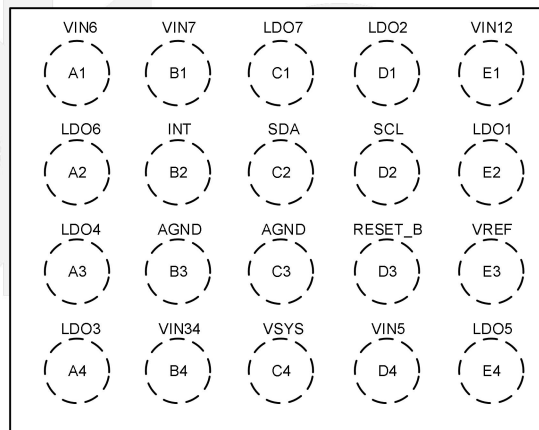 VIN6 VIN7 LDO7 LDO2 VIN12
A1 B1 C1 D1 E1
LDO6 INT SDA SCL LDO1
A2 B2 C2 D2 E2
LDO4 AGND AGND RESET_B VREF
A3 B3 C3 D3 E3
LDO3 VIN34 VSYS VIN5 LDO5
A4 B4 C4 D4 E4